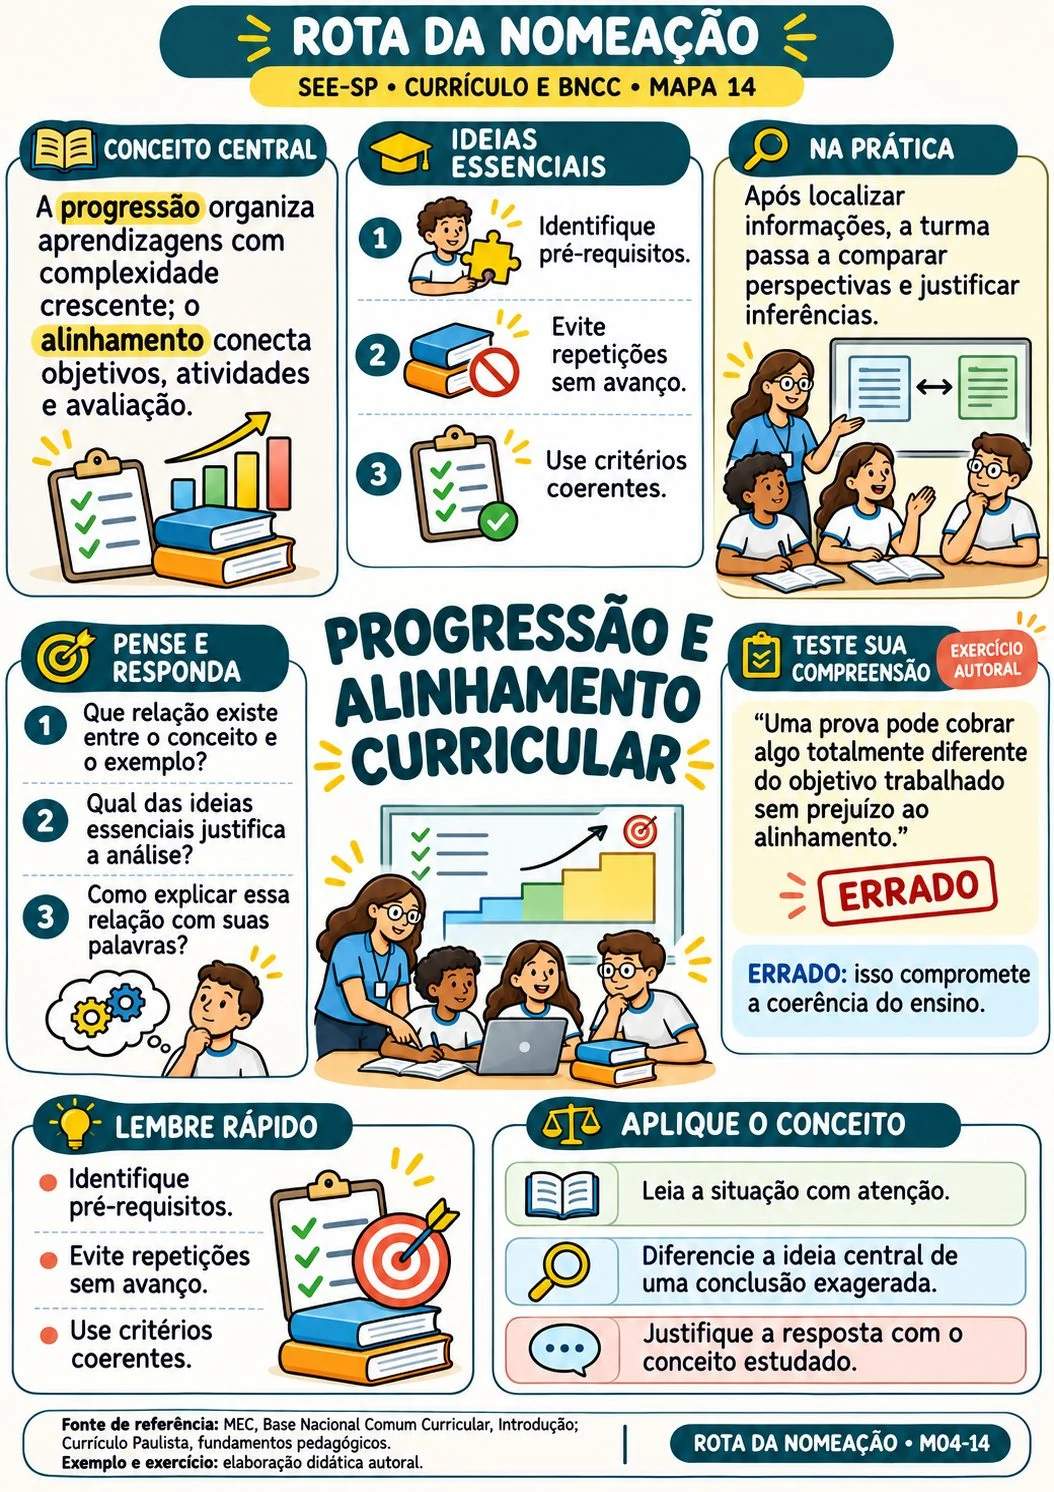 ROTA DA NOMEAÇÃO
SEE-SP • CURRÍCULO E BNCC • MAPA 14
CONCEITO CENTRAL
A progressão organiza
aprendizagens com
complexidade
crescente; o
alinhamento conecta
objetivos, atividades
e avaliação.
IDEIAS
ESSENCIAIS
1
Identifique
pré-requisitos.
2
Evite
repetições
sem avanço.
3
Use critérios
coerentes.
NA PRÁTICA
Após localizar
informações, a turma
passa a comparar
perspectivas e justificar
inferências.
PENSE E
RESPONDA
1
Que relação existe
entre o conceito e
o exemplo?
2
Qual das ideias
essenciais justifica
a análise?
3
Como explicar essa
relação com suas
palavras?
PROGRESSÃO E
ALINHAMENTO
CURRICULAR
TESTE SUA
COMPREENSÃO
EXERCÍCIO
AUTORAL
“Uma prova pode cobrar
algo totalmente diferente
do objetivo trabalhado
sem prejuízo ao
alinhamento.”
ERRADO
ERRADO: isso compromete
a coerência do ensino.
LEMBRE RÁPIDO
Identifique
pré-requisitos.
Evite repetições
sem avanço.
Use critérios
coerentes.
APLIQUE O CONCEITO
Leia a situação com atenção.
Diferencie a ideia central de
uma conclusão exagerada.
Justifique a resposta com o
conceito estudado.
Fonte de referência: MEC, Base Nacional Comum Curricular, Introdução;
Currículo Paulista, fundamentos pedagógicos.
Exemplo e exercício: elaboração didática autoral.
ROTA DA NOMEAÇÃO • M04-14